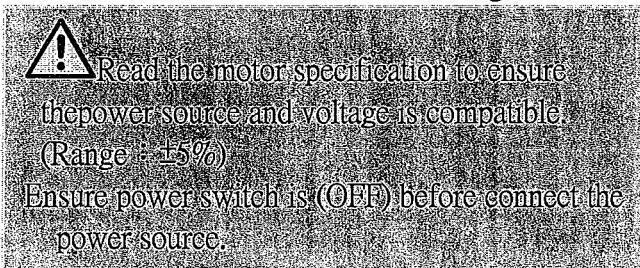 Read the motor specification to ensure
thepower source and voltage is compatible.
(Range : ±5%)
Ensure power switch is (OFF) before connect the
power source.